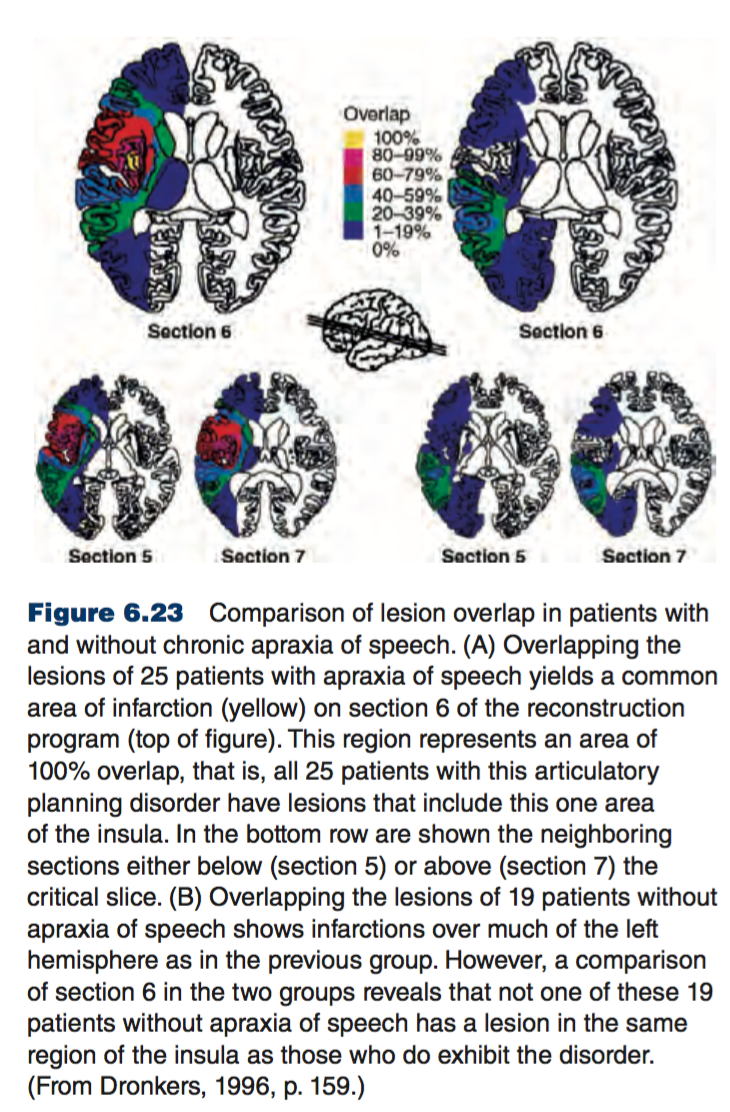 Overlap
100%
80–99%
60–79%
40–59%
20–39%
1–19%
0%
Section 6
Section 6
Section 5
Section 7
Section 5
Section 7
Figure 6.23 Comparison of lesion overlap in patients with
and without chronic apraxia of speech. (A) Overlapping the
lesions of 25 patients with apraxia of speech yields a common
area of infarction (yellow) on section 6 of the reconstruction
program (top of figure). This region represents an area of
100% overlap, that is, all 25 patients with this articulatory
planning disorder have lesions that include this one area
of the insula. In the bottom row are shown the neighboring
sections either below (section 5) or above (section 7) the
critical slice. (B) Overlapping the lesions of 19 patients without
apraxia of speech shows infarctions over much of the left
hemisphere as in the previous group. However, a comparison
of section 6 in the two groups reveals that not one of these 19
patients without apraxia of speech has a lesion in the same
region of the insula as those who do exhibit the disorder.
(From Dronkers, 1996, p. 159.)